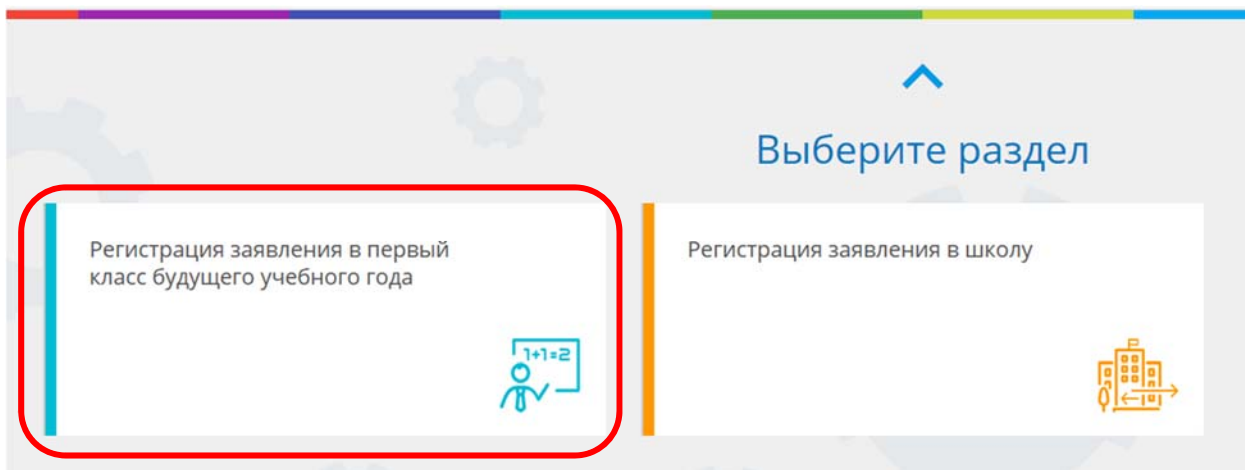 Выберите раздел
Регистрация заявления в первый
класс будущего учебного года
1+1=2
Регистрация заявления в школу